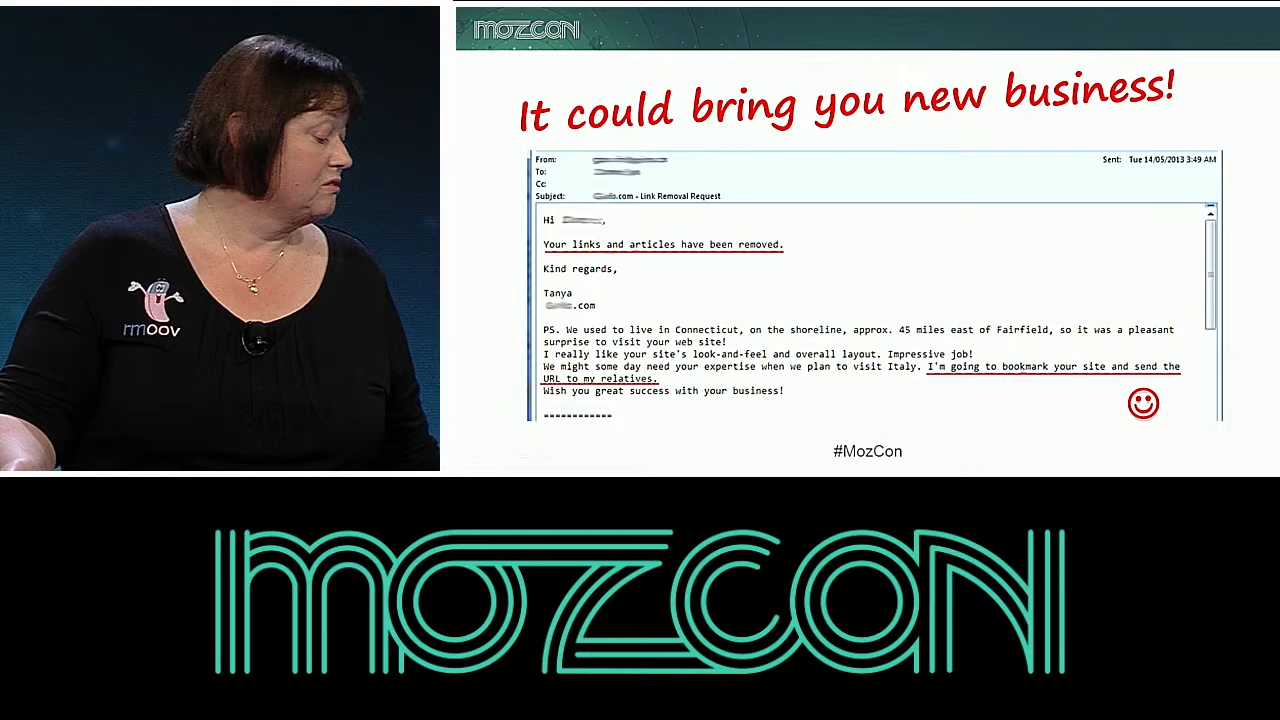 MOZCON
It could bring you new business!
From:
Sent: Tue 14/05/2013 3:49 AM
To:
Cc:
Subject: .com - Link Removal Request
Hi ,
Your links and articles have been removed.
Kind regards,
Tanya
.com
PS. We used to live in Connecticut, on the shoreline, approx. 45 miles east of Fairfield, so it was a pleasant
surprise to visit your web site!
I really like your site's look-and-feel and overall layout. Impressive job!
We might some day need your expertise when we plan to visit Italy. I'm going to bookmark your site and send the
URL to my relatives.
Wish you great success with your business!
============
#MozCon
rmoov
MOZCON